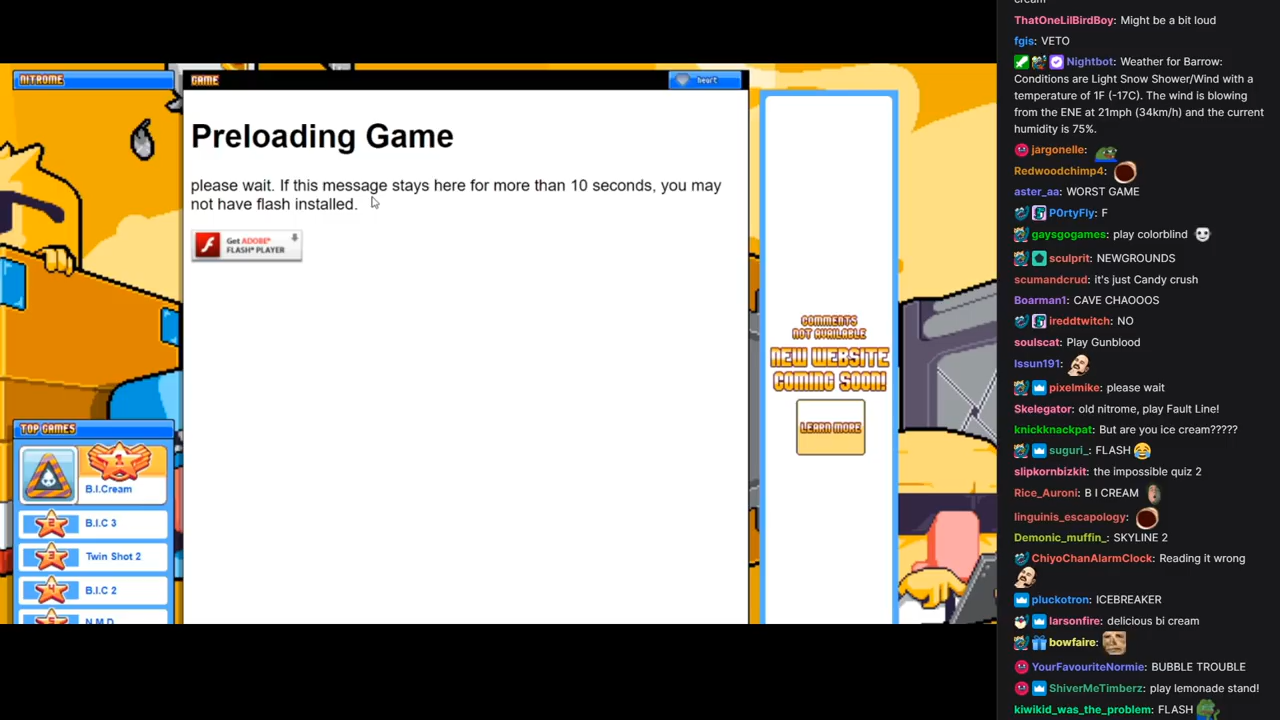 NITROME
GAME
heart
Preloading Game
please wait. If this message stays here for more than 10 seconds, you may
not have flash installed.
Get ADOBE®
FLASH® PLAYER
TOP GAMES
1
B.I.Cream
2
B.I.C 3
3
Twin Shot 2
4
B.I.C 2
5
N.M.D
COMMENTS
NOT AVAILABLE
NEW WEBSITE
COMING SOON!
LEARN MORE
cream
ThatOneLilBirdBoy: Might be a bit loud
fgis: VETO
Nightbot: Weather for Barrow:
Conditions are Light Snow Shower/Wind with a
temperature of 1F (-17C). The wind is blowing
from the ENE at 21mph (34km/h) and the current
humidity is 75%.
jargonelle:
Redwoodchimp4:
aster_aa: WORST GAME
P0rtyFly: F
gaysgogames: play colorblind
sculprit: NEWGROUNDS
scumandcrud: it's just Candy crush
Boarman1: CAVE CHAOOOS
ireddtwitch: NO
soulscat: Play Gunblood
Issun191:
pixelmike: please wait
Skelegator: old nitrome, play Fault Line!
knickknackpat: But are you ice cream?????
suguri_: FLASH
slipkornbizkit: the impossible quiz 2
Rice_Auroni: B I CREAM
linguinis_escapology:
Demonic_muffin_: SKYLINE 2
ChiyoChanAlarmClock: Reading it wrong
pluckotron: ICEBREAKER
larsonfire: delicious bi cream
bowfaire:
YourFavouriteNormie: BUBBLE TROUBLE
ShiverMeTimberz: play lemonade stand!
kiwikid_was_the_problem: FLASH